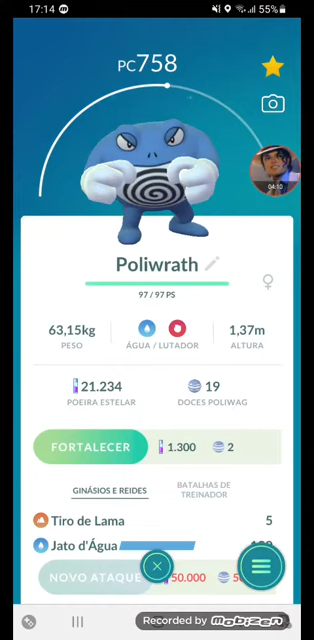 17:14 55%
PC758
04:10
Poliwrath
97 / 97 PS
63,15kg 1,37m
PESO ÁGUA / LUTADOR ALTURA
21.234 19
POEIRA ESTELAR DOCES POLIWAG
FORTALECER 1.300 2
GINÁSIOS E REIDES BATALHAS DE TREINADOR
Tiro de Lama 5
Jato d'Água
NOVO ATAQUE 50.000
Recorded by mobizen